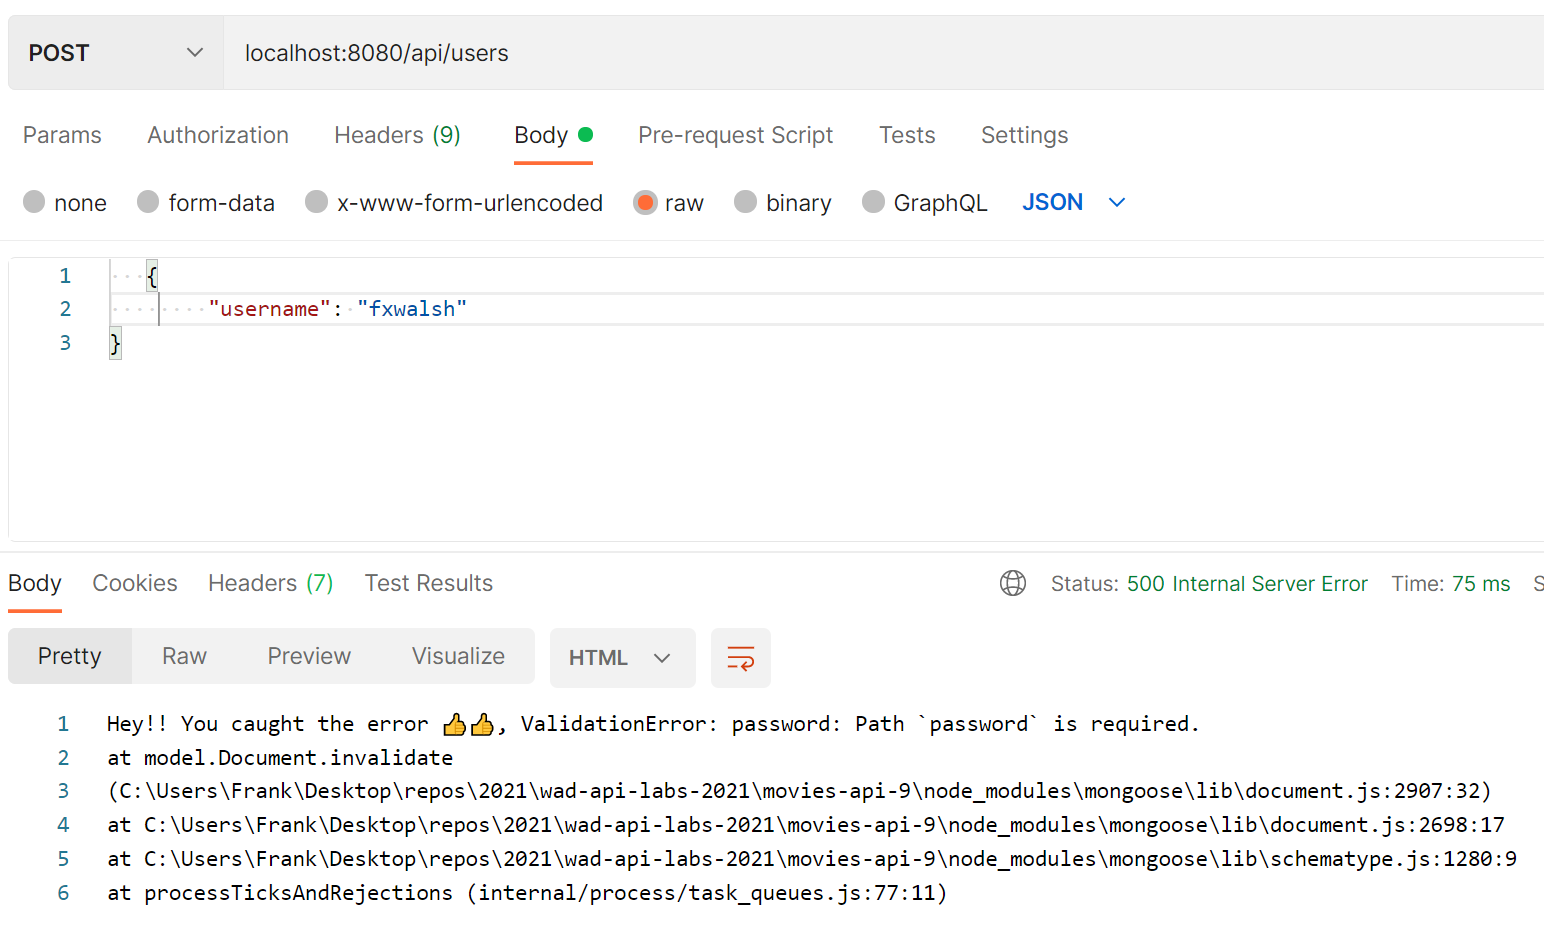 POST localhost:8080/api/users
Params Authorization Headers (9) Body Pre-request Script Tests Settings
none form-data x-www-form-urlencoded raw binary GraphQL JSON
1 {
2 "username": "fxwalsh"
3 }
Body Cookies Headers (7) Test Results Status: 500 Internal Server Error Time: 75 ms S
Pretty Raw Preview Visualize HTML
1 Hey!! You caught the error 👍👍, ValidationError: password: Path `password` is required.
2 at model.Document.invalidate
3 (C:\Users\Frank\Desktop\repos\2021\wad-api-labs-2021\movies-api-9\node_modules\mongoose\lib\document.js:2907:32)
4 at C:\Users\Frank\Desktop\repos\2021\wad-api-labs-2021\movies-api-9\node_modules\mongoose\lib\document.js:2698:17
5 at C:\Users\Frank\Desktop\repos\2021\wad-api-labs-2021\movies-api-9\node_modules\mongoose\lib\schematype.js:1280:9
6 at processTicksAndRejections (internal/process/task_queues.js:77:11)